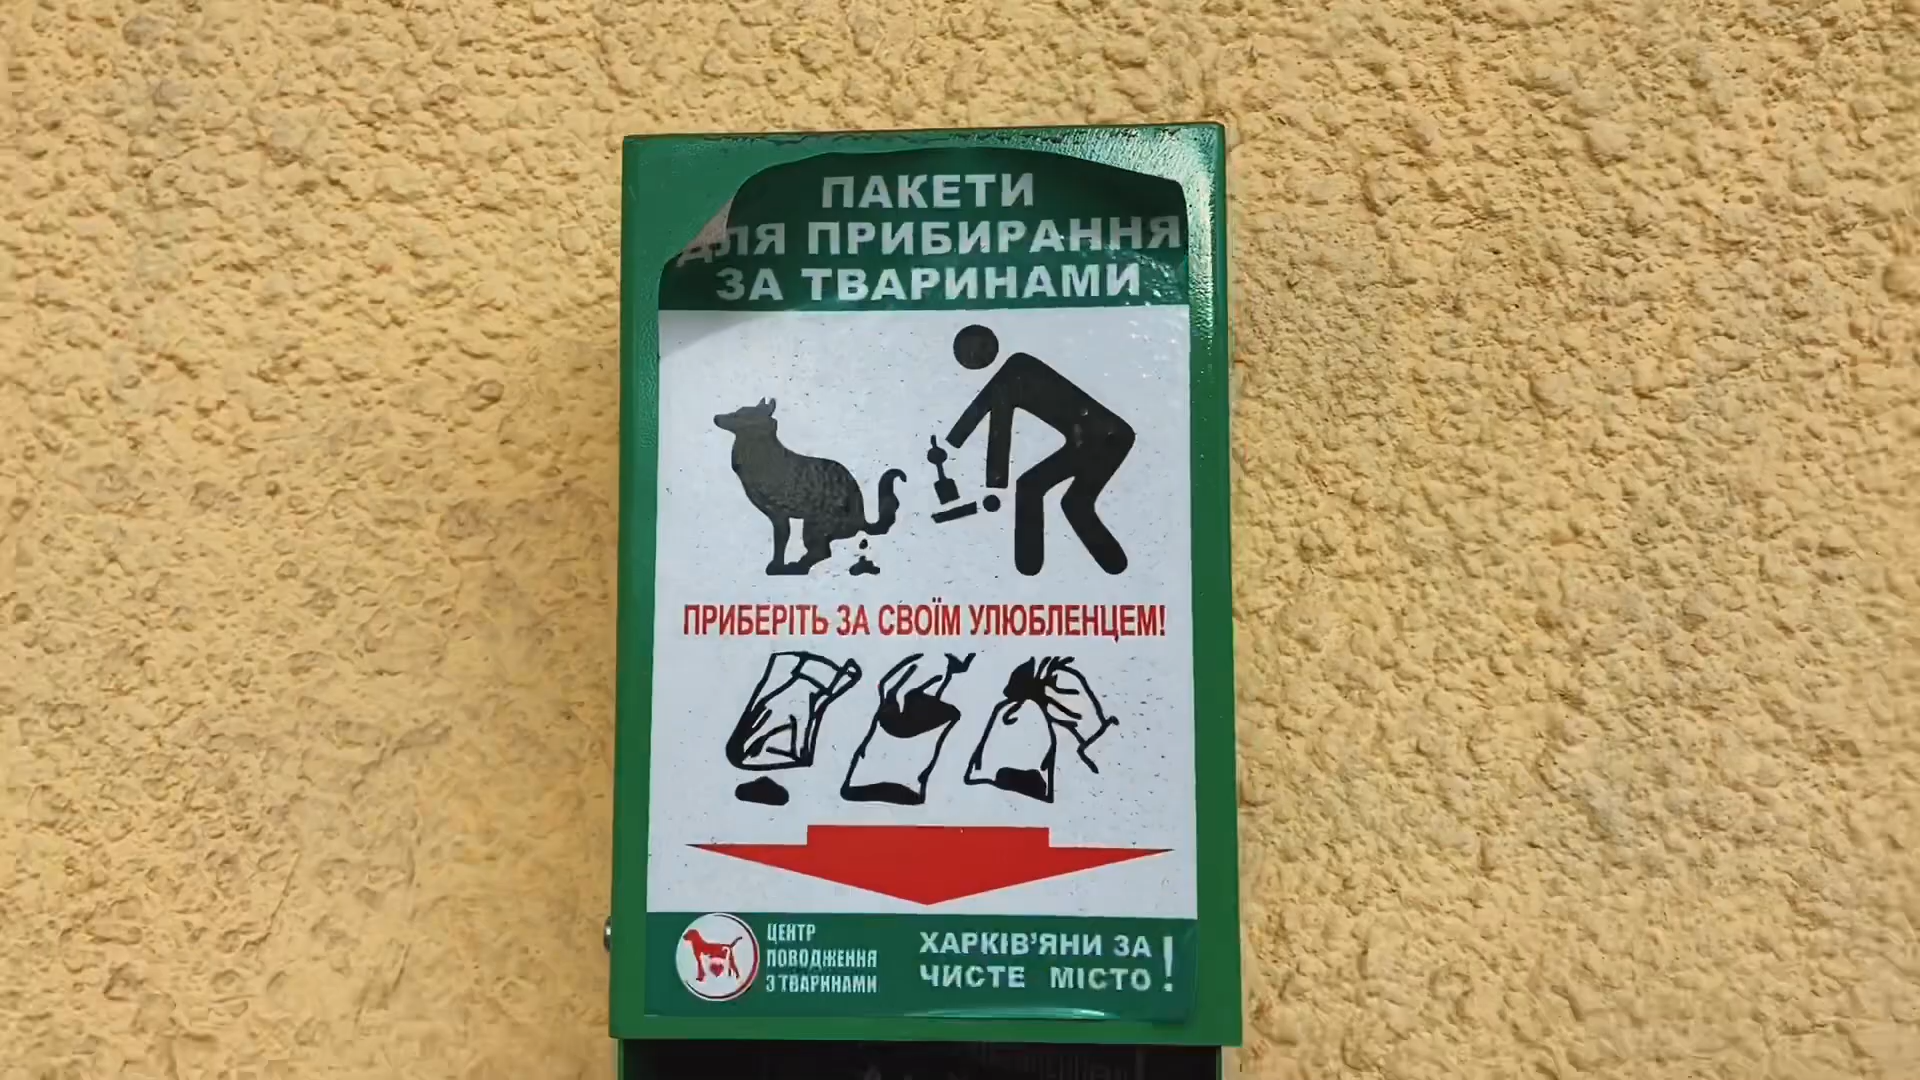 ПАКЕТИ
ДЛЯ ПРИБИРАННЯ
ЗА ТВАРИНАМИ
ПРИБЕРІТЬ ЗА СВОЇМ УЛЮБЛЕНЦЕМ!
ЦЕНТР
ПОВОДЖЕННЯ
З ТВАРИНАМИ
ХАРКІВ'ЯНИ ЗА
ЧИСТЕ МІСТО!